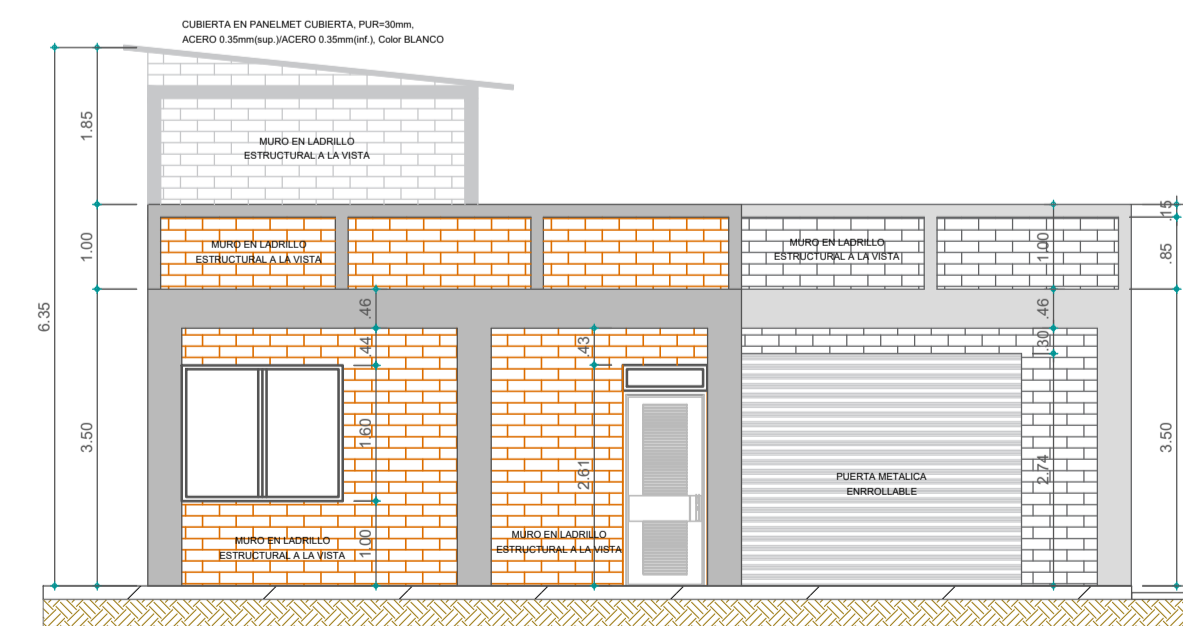 CUBIERTA EN PANELMET CUBIERTA, PUR=30mm,
ACERO 0.35mm(sup.)/ACERO 0.35mm(inf.), Color BLANCO
1.85
MURO EN LADRILLO
ESTRUCTURAL A LA VISTA
.15
1.00
MURO EN LADRILLO
ESTRUCTURAL A LA VISTA
MURO EN LADRILLO
ESTRUCTURAL A LA VISTA
1.00
.85
6.35
.46
.46
.44
.43
.30
3.50
1.60
2.61
2.74
3.50
PUERTA METALICA
ENRROLLABLE
MURO EN LADRILLO
ESTRUCTURAL A LA VISTA
1.00
MURO EN LADRILLO
ESTRUCTURAL A LA VISTA